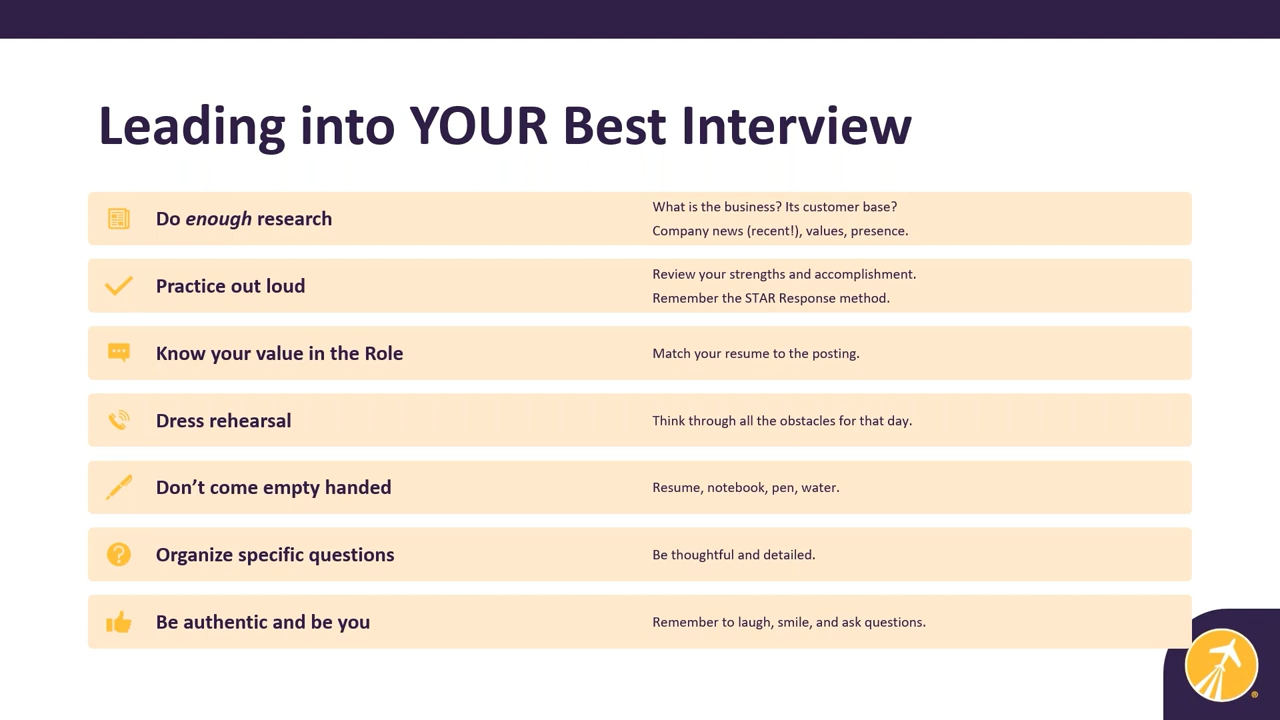 Leading into YOUR Best Interview
Do enough research
What is the business? Its customer base?
Company news (recent!), values, presence.
Practice out loud
Review your strengths and accomplishment.
Remember the STAR Response method.
Know your value in the Role
Match your resume to the posting.
Dress rehearsal
Think through all the obstacles for that day.
Don’t come empty handed
Resume, notebook, pen, water.
Organize specific questions
Be thoughtful and detailed.
Be authentic and be you
Remember to laugh, smile, and ask questions.
®